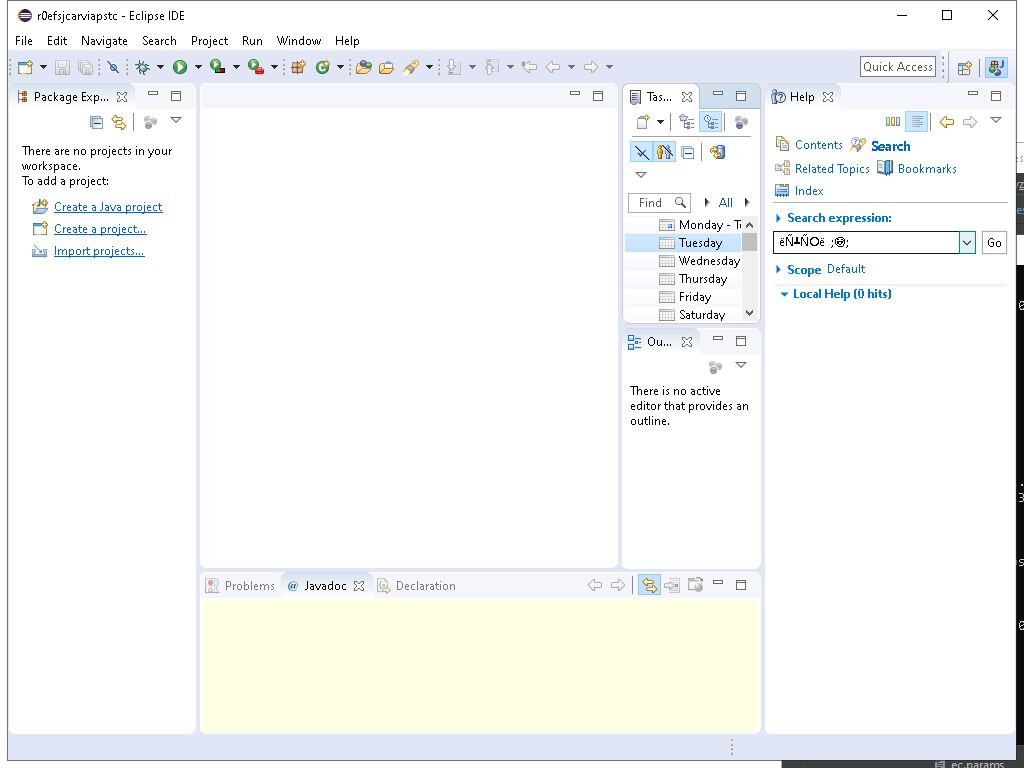 r0efsjcarviapstc - Eclipse IDE
File Edit Navigate Search Project Run Window Help
Quick Access
Package Exp...
There are no projects in your
workspace.
To add a project:
Create a Java project
Create a project...
Import projects...
Tas...
Find
All
Monday - T
Tuesday
Wednesday
Thursday
Friday
Saturday
Ou...
There is no active
editor that provides an
outline.
Help
Contents Search
Related Topics Bookmarks
Index
Search expression:
Go
Scope Default
Local Help (0 hits)
Problems @ Javadoc Declaration
ec.params